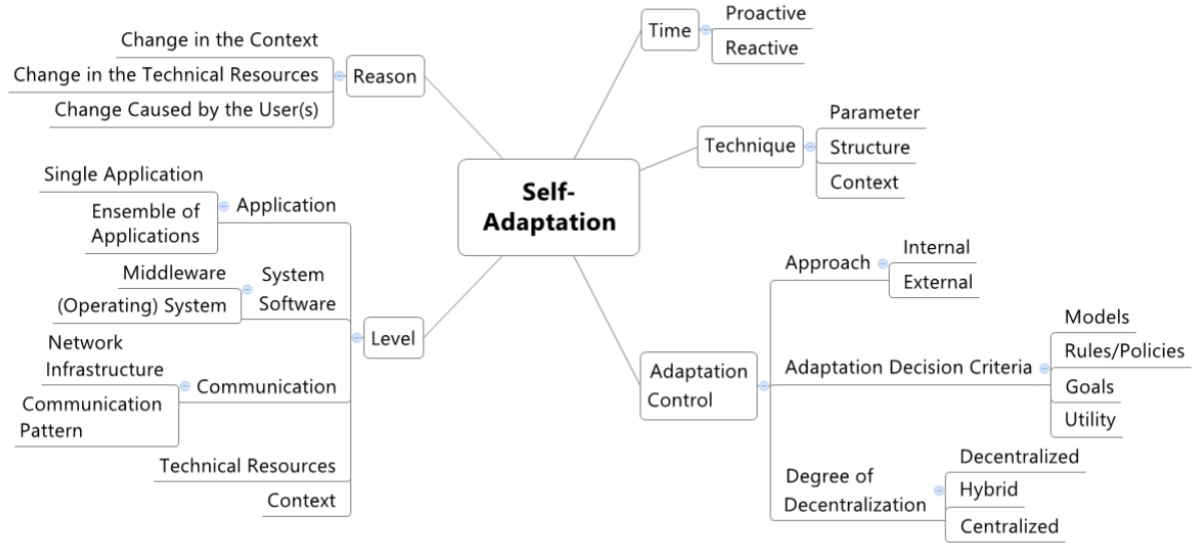 Self-
Adaptation
Time
Proactive
Reactive
Technique
Parameter
Structure
Context
Adaptation
Control
Approach
Internal
External
Adaptation Decision Criteria
Models
Rules/Policies
Goals
Utility
Degree of
Decentralization
Decentralized
Hybrid
Centralized
Reason
Change in the Context
Change in the Technical Resources
Change Caused by the User(s)
Level
Application
Single Application
Ensemble of
Applications
System
Software
Middleware
(Operating) System
Communication
Network
Infrastructure
Communication
Pattern
Technical Resources
Context